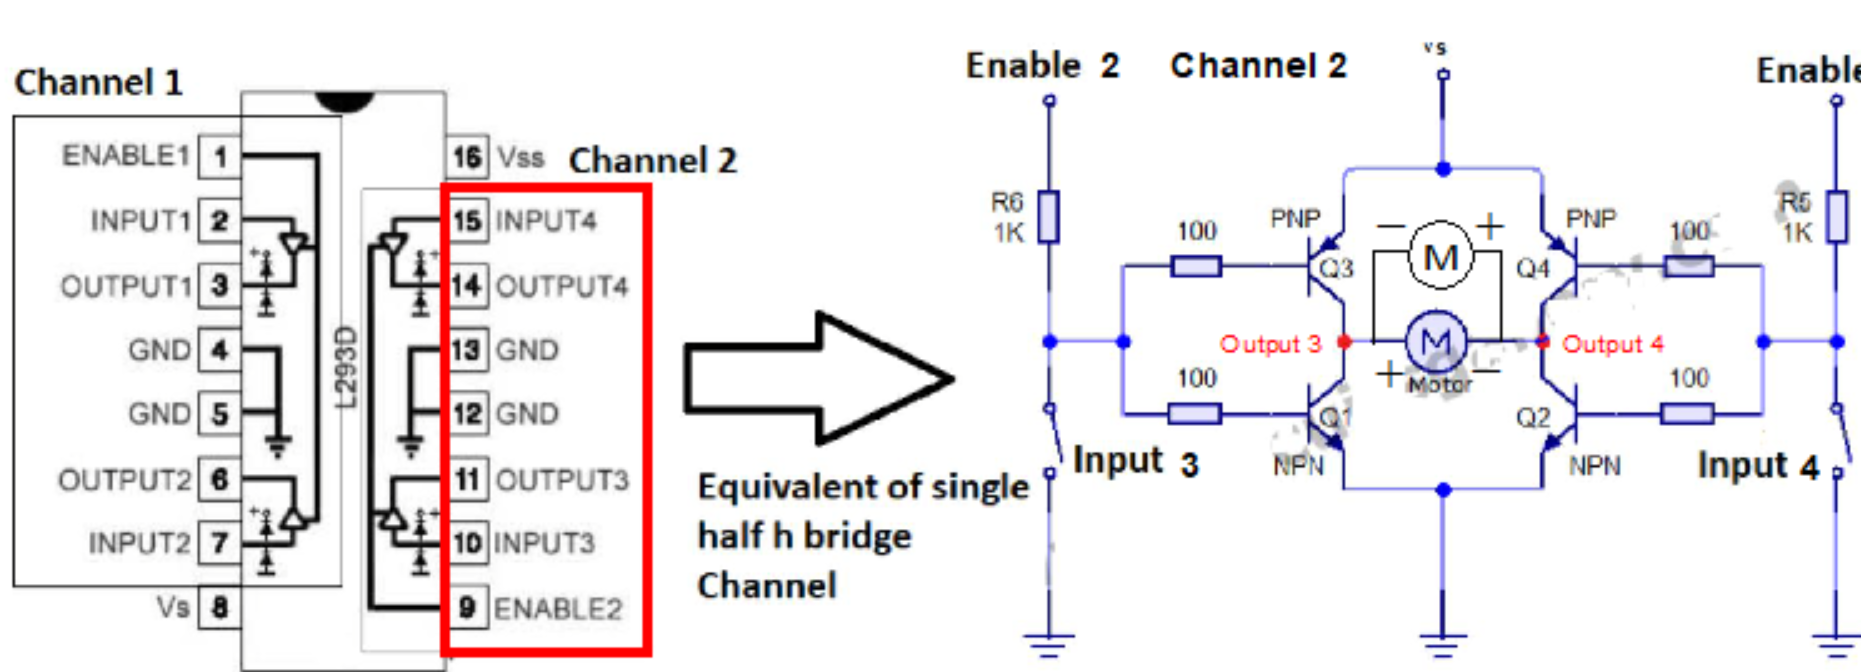 Channel 1
ENABLE1 1
INPUT1 2
OUTPUT1 3
GND 4
GND 5
OUTPUT2 6
INPUT2 7
Vs 8
L293D
16 Vss
Channel 2
15 INPUT4
14 OUTPUT4
13 GND
12 GND
11 OUTPUT3
10 INPUT3
9 ENABLE2
+
+
+
+
Equivalent of single
half h bridge
Channel
Enable 2
Channel 2
vs
Enable
R6
1K
100
PNP
Q3
- M +
PNP
Q4
100
R5
1K
Output 3
M
Output 4
+ Motor -
100
Q1
NPN
Q2
NPN
100
Input 3
Input 4